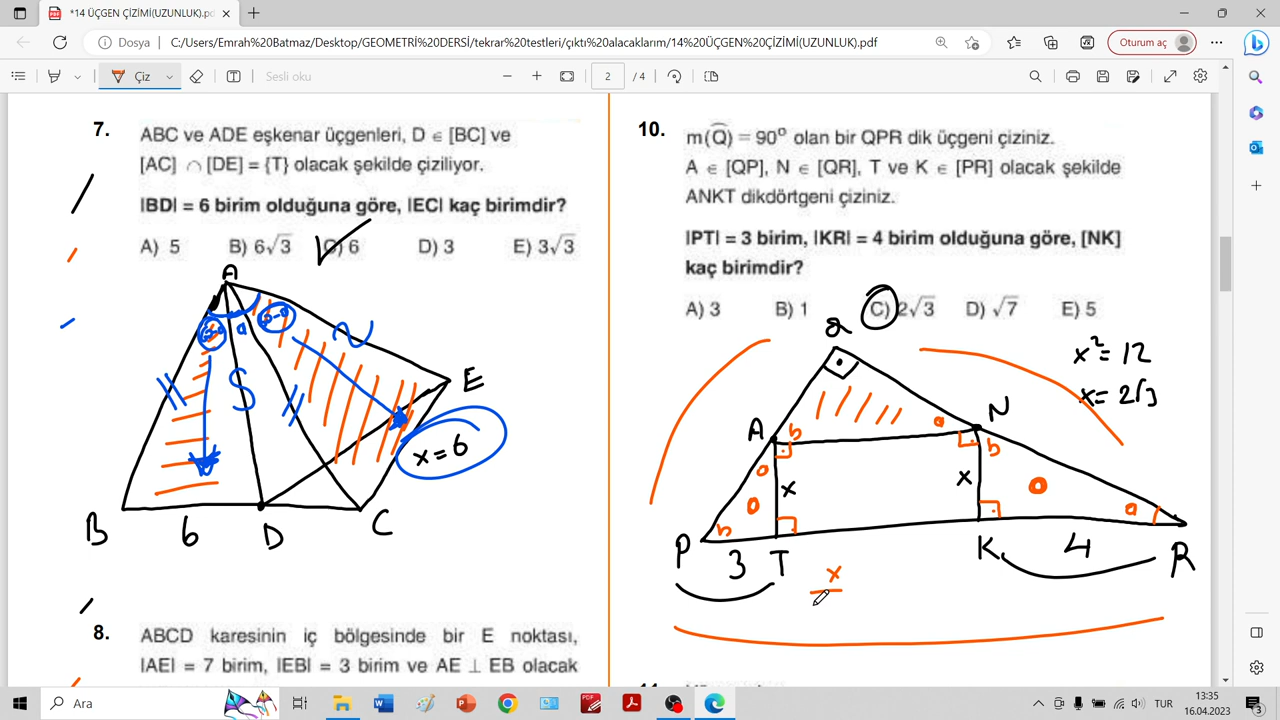 *14 ÜÇGEN ÇİZİMİ(UZUNLUK).pdf
Dosya
C:/Users/Emrah%20Batmaz/Desktop/GEOMETRİ%20DERSİ/tekrar%20testleri/çıktı%20alacaklarım/14%20ÜÇGEN%20ÇİZİMİ(UZUNLUK).pdf
Oturum aç
Çiz
Sesli oku
2
/ 4
7.
ABC ve ADE eşkenar üçgenleri, D ∈ [BC] ve
[AC] ∩ [DE] = {T} olacak şekilde çiziliyor.
|BD| = 6 birim olduğuna göre, |EC| kaç birimdir?
A) 5 B) 6√3 C) 6 D) 3 E) 3√3
A
a
S
E
x = 6
B
6
D
C
8.
ABCD karesinin iç bölgesinde bir E noktası,
|AE| = 7 birim, |EB| = 3 birim ve AE ⊥ EB olacak
10.
m(Q) = 90° olan bir QPR dik üçgeni çiziniz.
A ∈ [QP], N ∈ [QR], T ve K ∈ [PR] olacak şekilde
ANKT dikdörtgeni çiziniz.
|PT| = 3 birim, |KR| = 4 birim olduğuna göre, [NK]
kaç birimdir?
A) 3 B) 1 C) 2√3 D) √7 E) 5
Q
x² = 12
x = 2√3
A
b
a
N
b
a
x
x
a
b
P
3
T
K
4
R
x
Ara
TUR
13:35
16.04.2023
3